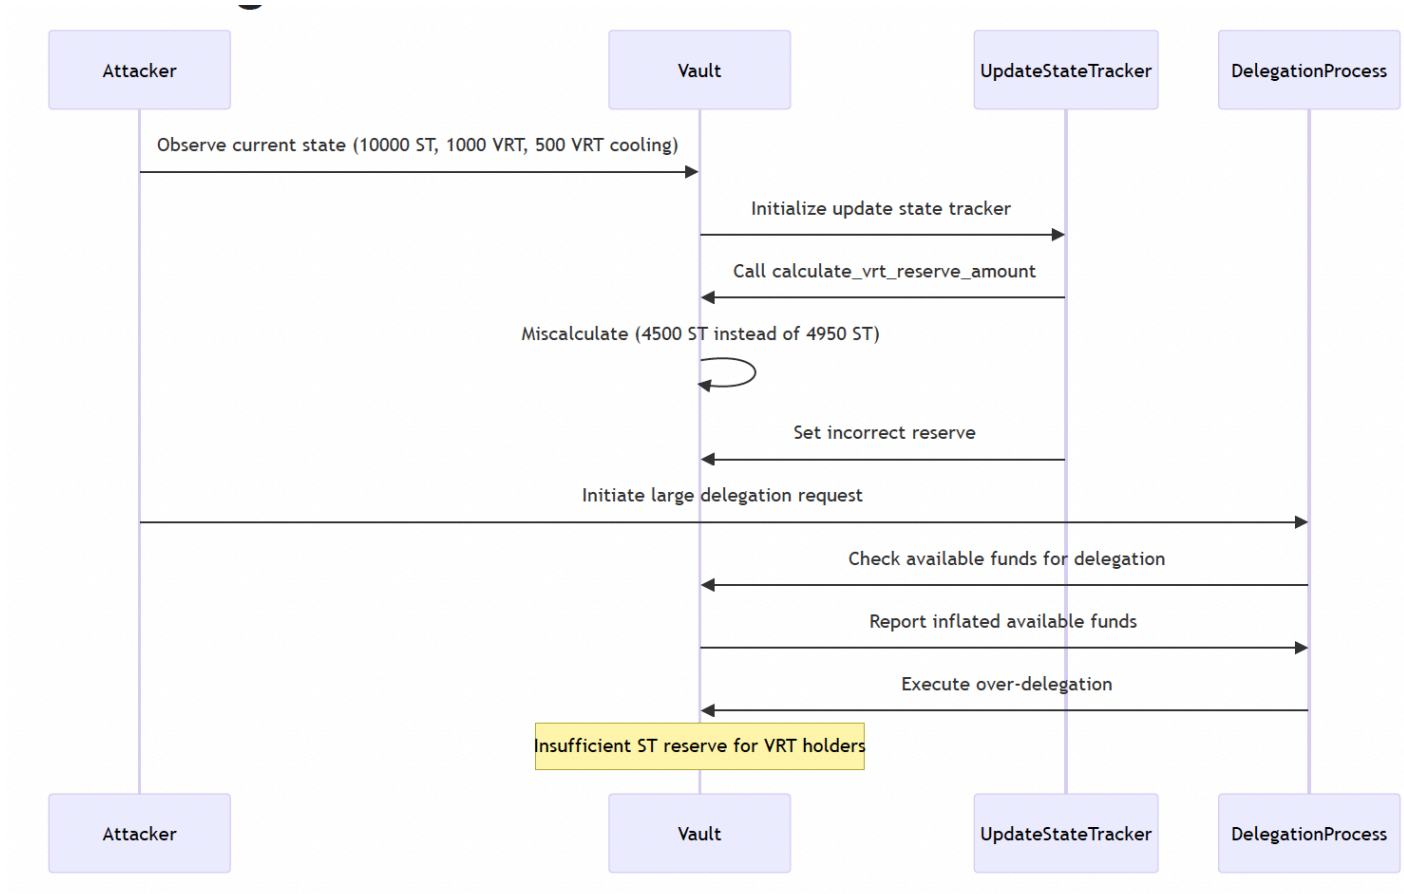 Attacker
Vault
UpdateStateTracker
DelegationProcess
Observe current state (10000 ST, 1000 VRT, 500 VRT cooling)
Initialize update state tracker
Call calculate_vrt_reserve_amount
Miscalculate (4500 ST instead of 4950 ST)
Set incorrect reserve
Initiate large delegation request
Check available funds for delegation
Report inflated available funds
Execute over-delegation
Insufficient ST reserve for VRT holders
Attacker
Vault
UpdateStateTracker
DelegationProcess